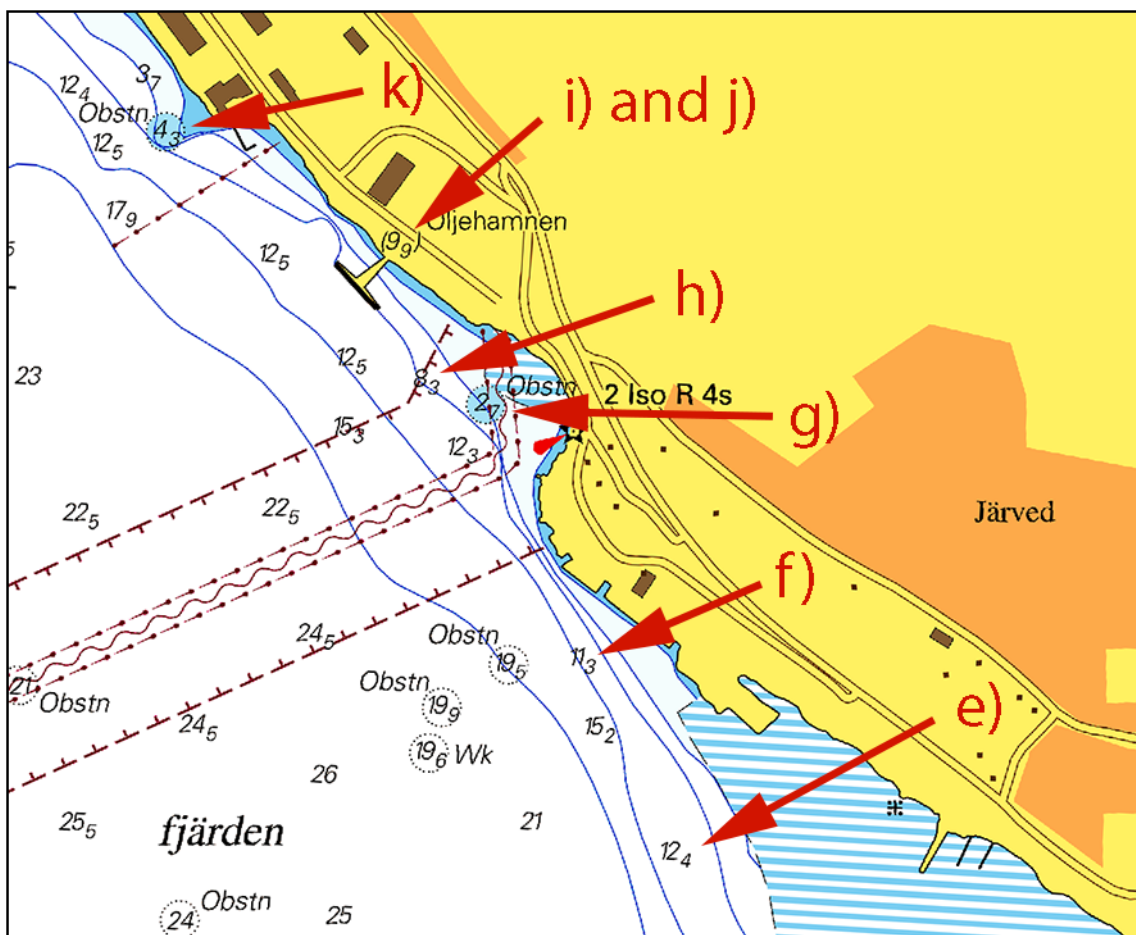 3₇
k)
12₄
Obstn
4₃
i) and j)
12₅
17₉
Oljehamnen
(9₉)
12₅
5
h)
12₅
23
8₃
Obstn
2 Iso R 4s
2₇
g)
15₃
12₃
22₅
22₅
Järved
f)
24₅
Obstn
19₅
11₃
21
Obstn
Obstn
19₉
e)
24₅
15₂
19₆ Wk
26
25₅
fjärden
21
12₄
Obstn
24
25